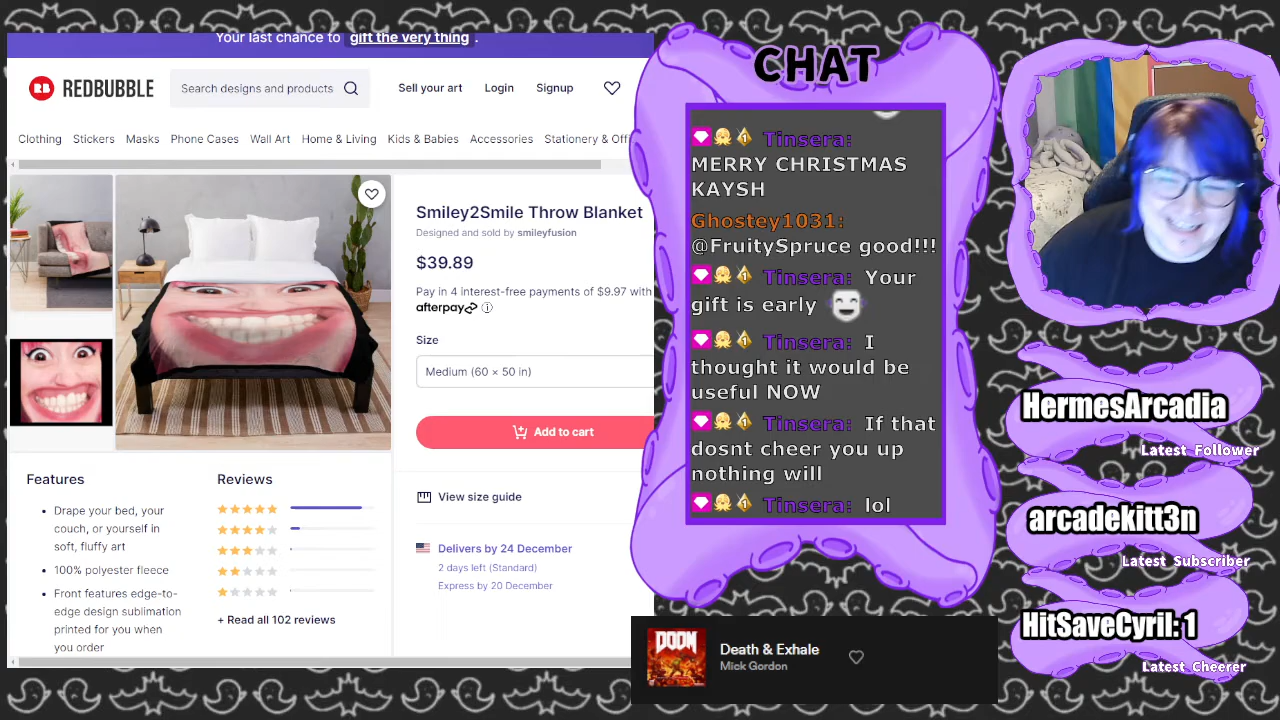 Your last chance to gift the very thing .
REDBUBBLE
Search designs and products
Sell your art
Login
Signup
Clothing Stickers Masks Phone Cases Wall Art Home & Living Kids & Babies Accessories Stationery & Off
Smiley2Smile Throw Blanket
Designed and sold by smileyfusion
$39.89
Pay in 4 interest-free payments of $9.97 with
afterpay
Size
Medium (60 × 50 in)
Add to cart
View size guide
Delivers by 24 December
2 days left (Standard)
Express by 20 December
Features
Drape your bed, your
couch, or yourself in
soft, fluffy art
100% polyester fleece
Front features edge-to-
edge design sublimation
printed for you when
you order
Reviews
+ Read all 102 reviews
CHAT
Tinsera:
MERRY CHRISTMAS
KAYSH
Ghostey1031:
@FruitySpruce good!!!
Tinsera: Your
gift is early
Tinsera: I
thought it would be
useful NOW
Tinsera: If that
dosnt cheer you up
nothing will
Tinsera: lol
DOOM
Death & Exhale
Mick Gordon
HermesArcadia
Latest Follower
arcadekitt3n
Latest Subscriber
HitSaveCyril: 1
Latest Cheerer